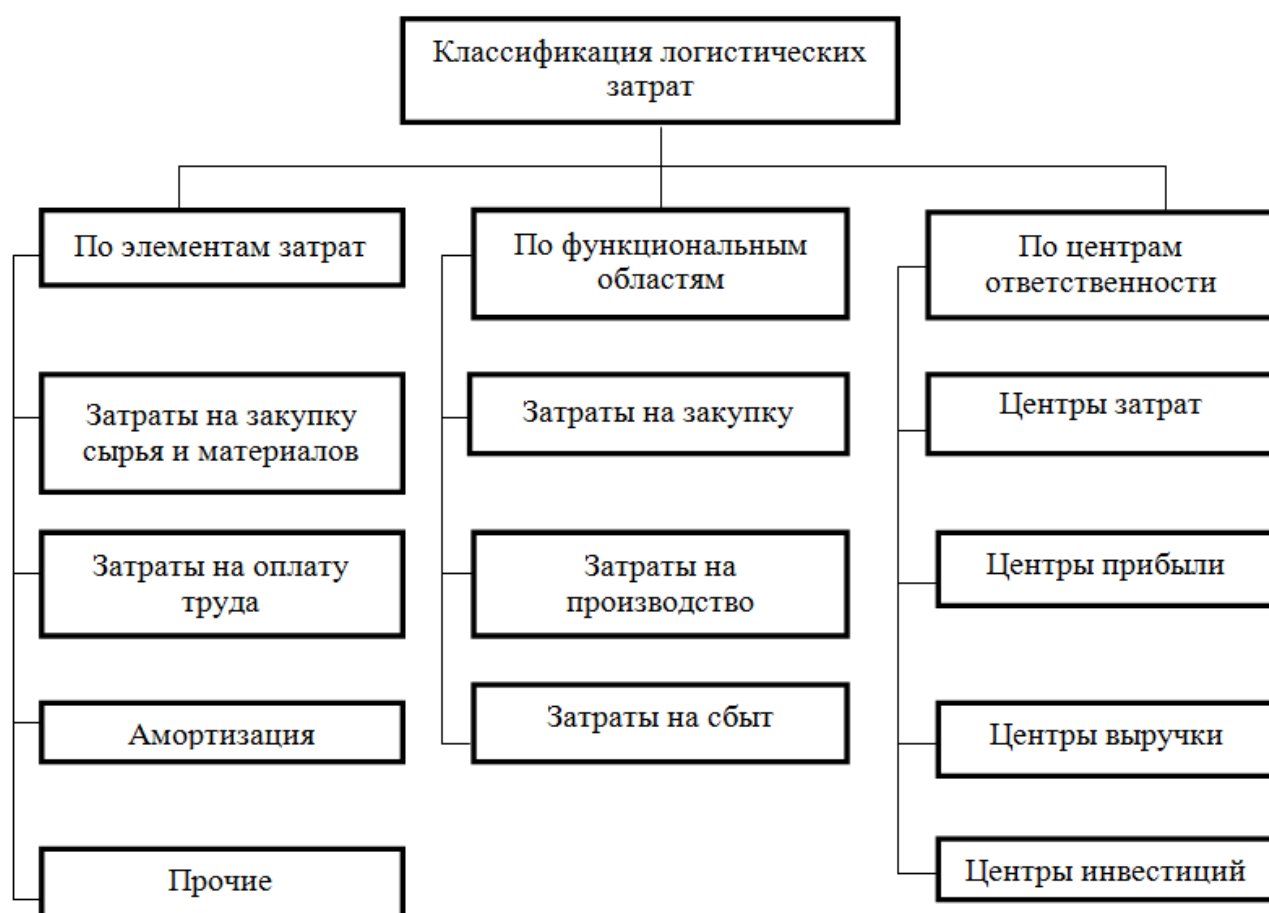 Классификация логистических
затрат
По элементам затрат
Затраты на закупку
сырья и материалов
Затраты на оплату
труда
Амортизация
Прочие
По функциональным
областям
Затраты на закупку
Затраты на
производство
Затраты на сбыт
По центрам
ответственности
Центры затрат
Центры прибыли
Центры выручки
Центры инвестиций